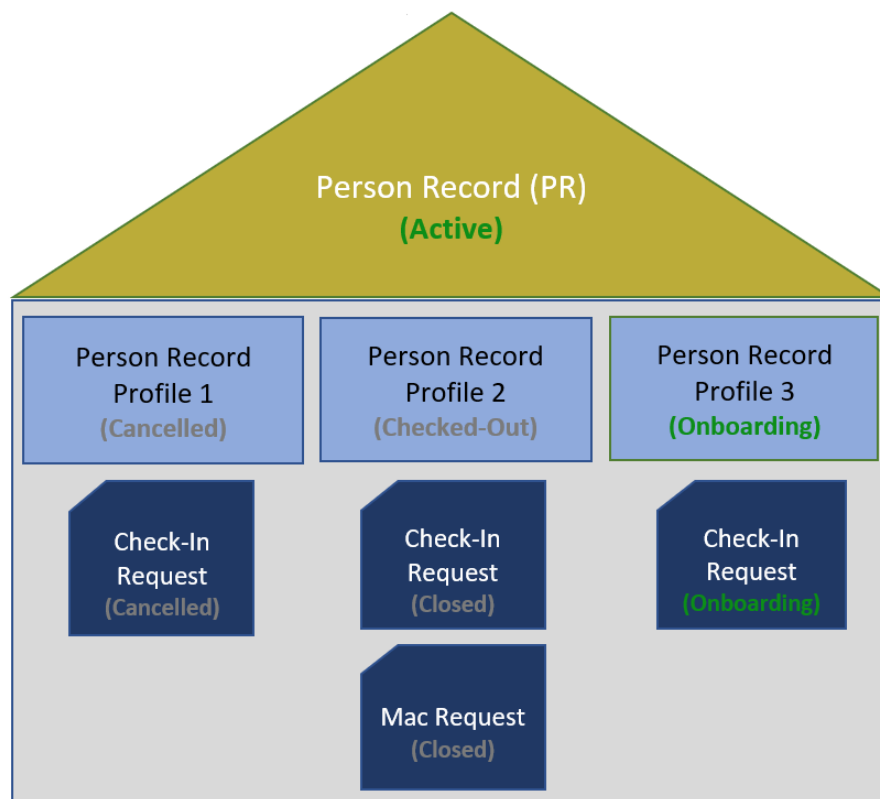 Person Record (PR)
(Active)
Person Record
Profile 1
(Cancelled)
Person Record
Profile 2
(Checked-Out)
Person Record
Profile 3
(Onboarding)
Check-In
Request
(Cancelled)
Check-In
Request
(Closed)
Check-In
Request
(Onboarding)
Mac Request
(Closed)